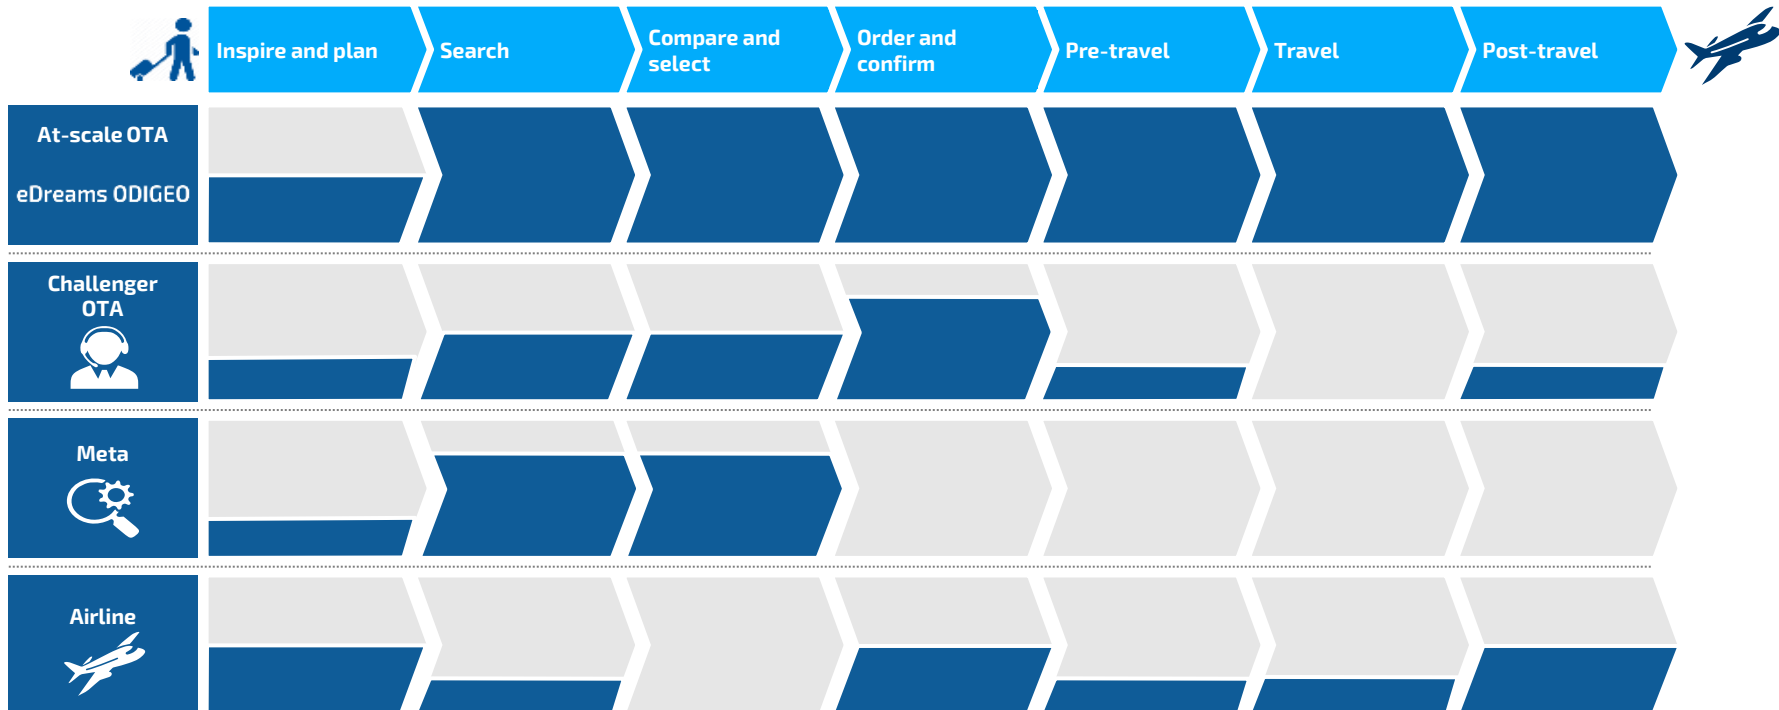 Inspire and plan
Search
Compare and
select
Order and
confirm
Pre-travel
Travel
Post-travel
At-scale OTA
eDreams ODIGEO
Challenger
OTA
Meta
Airline